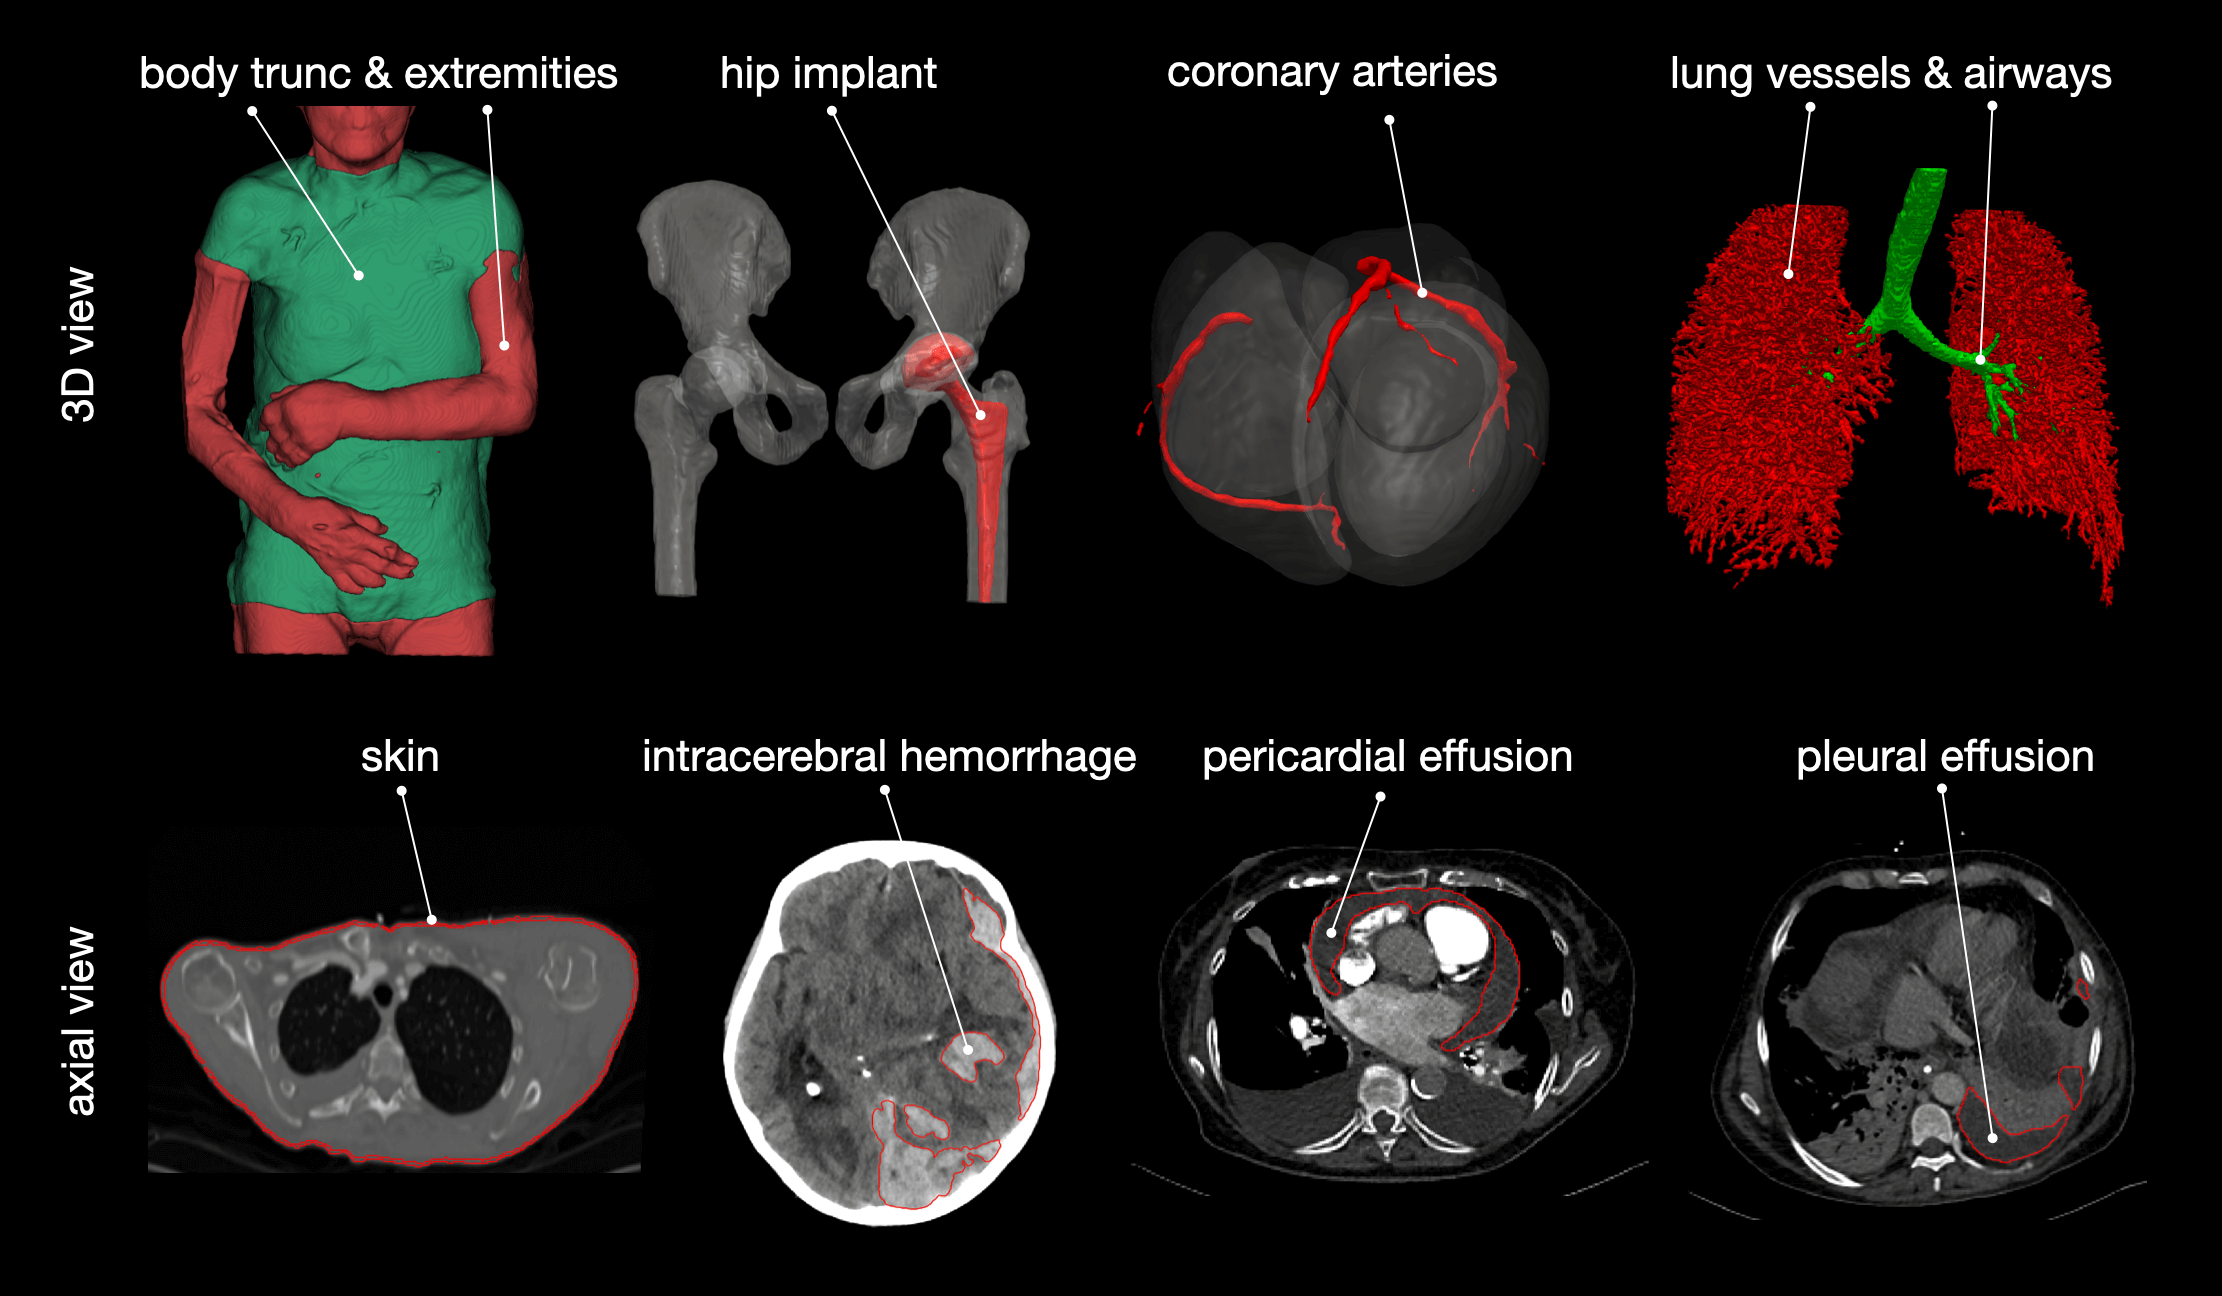 body trunc & extremities
hip implant
coronary arteries
lung vessels & airways
3D view
skin
intracerebral hemorrhage
pericardial effusion
pleural effusion
axial view